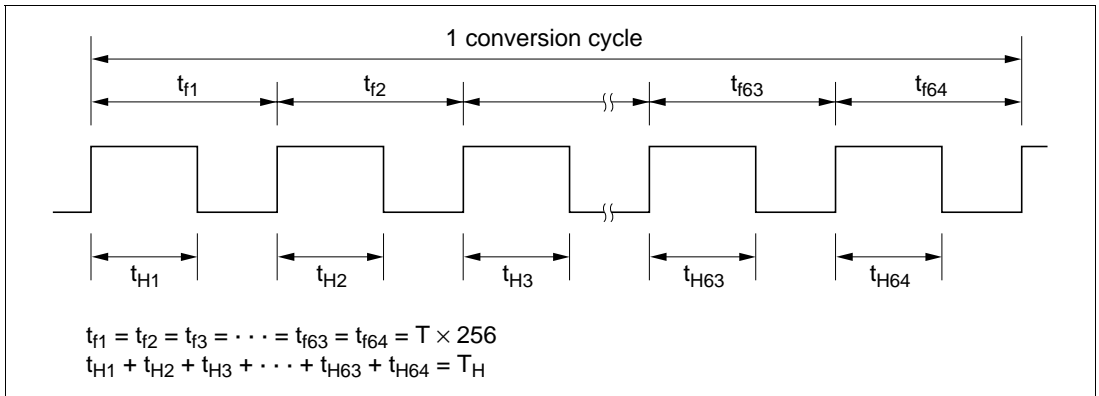 1 conversion cycle
tf1 tf2 tf63 tf64
tH1 tH2 tH3 tH63 tH64
tf1 = tf2 = tf3 = · · · = tf63 = tf64 = T × 256
tH1 + tH2 + tH3 + · · · + tH63 + tH64 = TH